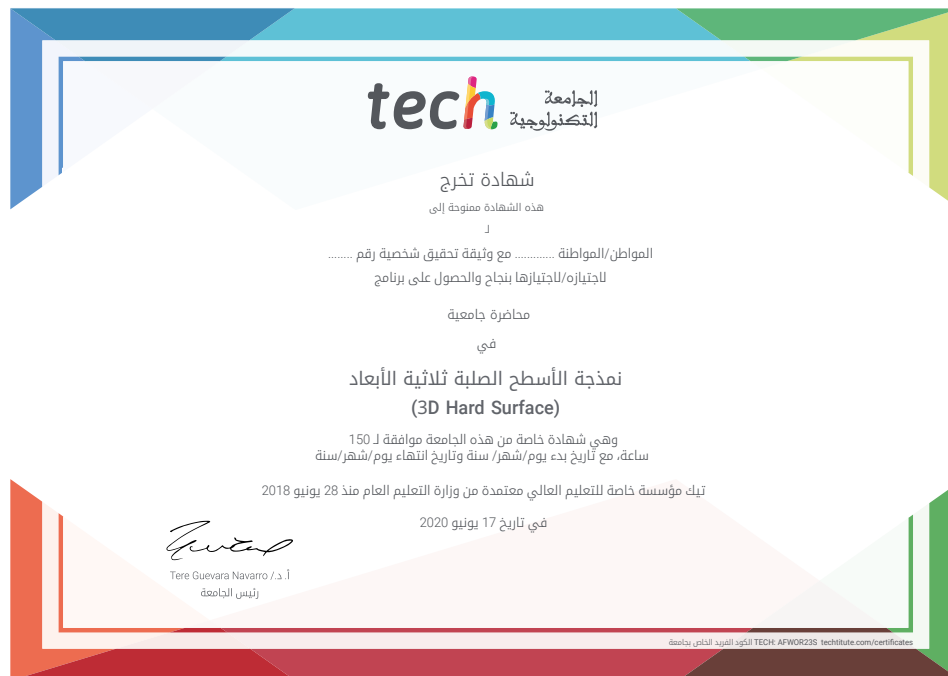 tech الجامعة
التكنولوجية
شهادة تخرج
هذه الشهادة ممنوحة إلى
لـ
المواطن/المواطنة ............ مع وثيقة تحقيق شخصية رقم ........
لاجتيازه/لاجتيازها بنجاح والحصول على برنامج
محاضرة جامعية
في
نمذجة الأسطح الصلبة ثلاثية الأبعاد
(3D Hard Surface)
وهي شهادة خاصة من هذه الجامعة موافقة لـ 150
ساعة، مع تاريخ بدء يوم/شهر/ سنة وتاريخ انتهاء يوم/شهر/سنة
تيك مؤسسة خاصة للتعليم العالي معتمدة من وزارة التعليم العام منذ 28 يونيو 2018
في تاريخ 17 يونيو 2020
أ. د./ Tere Guevara Navarro
رئيس الجامعة
الكود الفريد الخاص بجامعة TECH: AFWOR23S techtitute.com/certificates